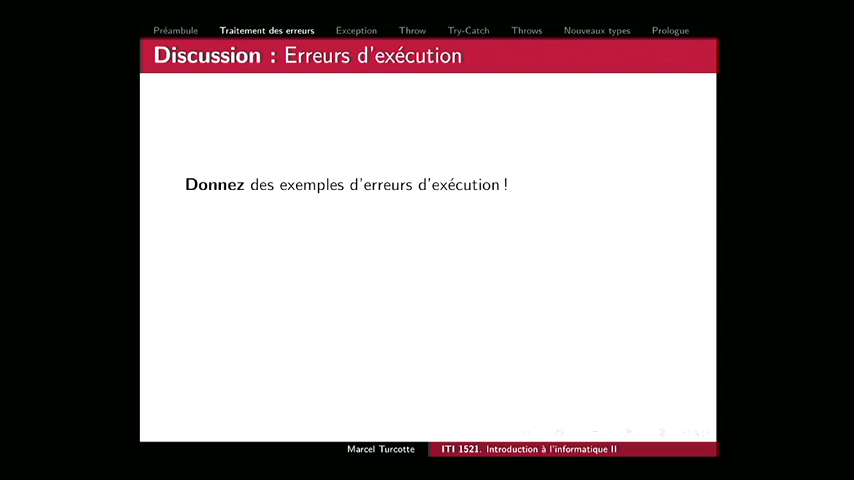 Préambule Traitement des erreurs Exception Throw Try-Catch Throws Nouveaux types Prologue
Discussion : Erreurs d'exécution
Donnez des exemples d'erreurs d'exécution !
Marcel Turcotte ITI 1521. Introduction à l'informatique II